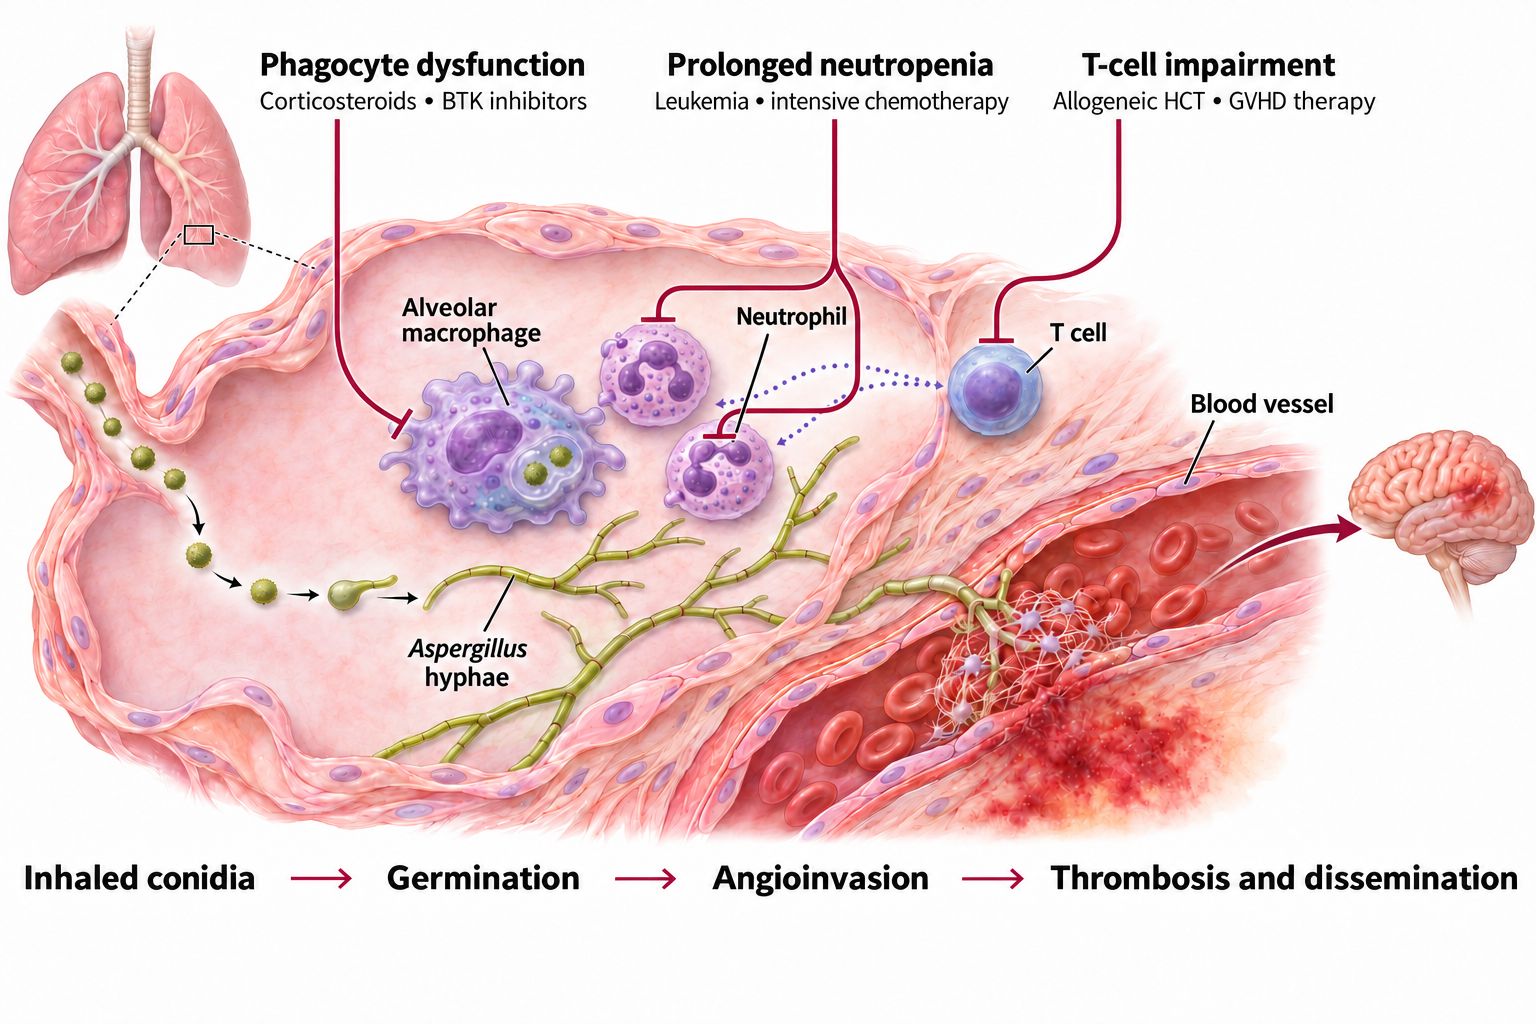 Phagocyte dysfunction
Corticosteroids • BTK inhibitors
Prolonged neutropenia
Leukemia • intensive chemotherapy
T-cell impairment
Allogeneic HCT • GVHD therapy
Alveolar
macrophage
Neutrophil
T cell
Blood vessel
Aspergillus
hyphae
Inhaled conidia → Germination → Angioinvasion → Thrombosis and dissemination